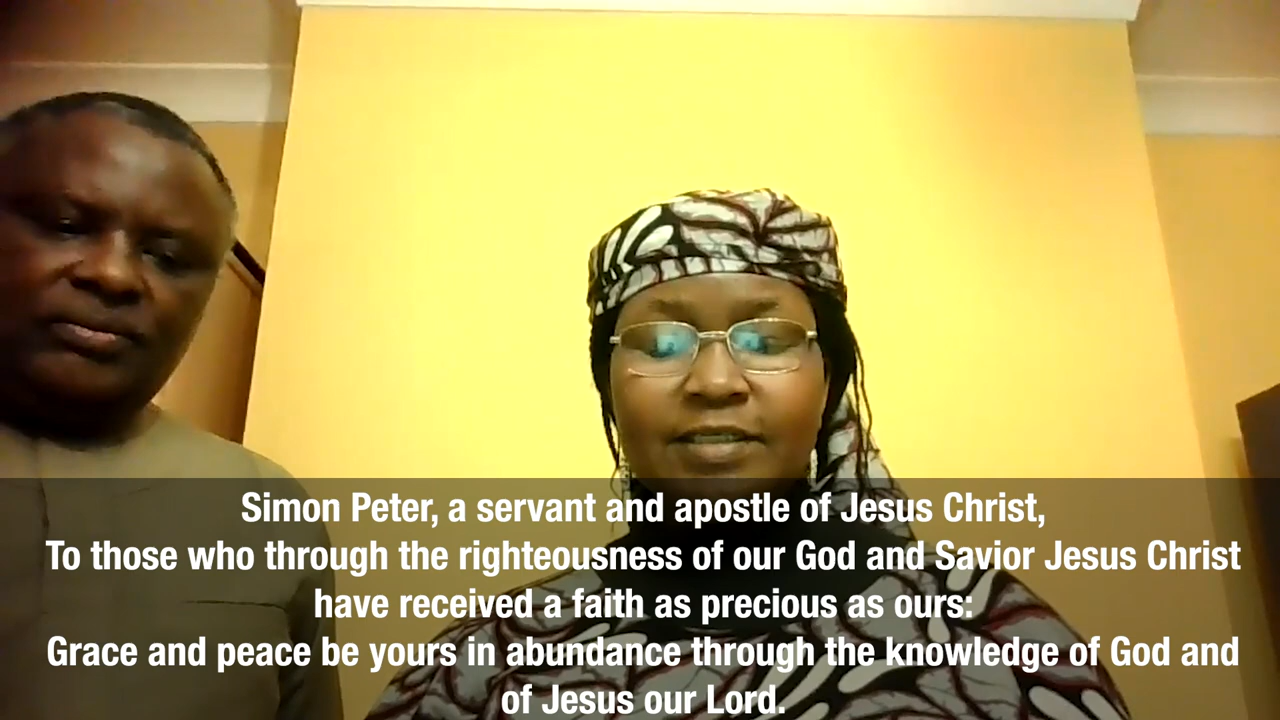 Simon Peter, a servant and apostle of Jesus Christ,
To those who through the righteousness of our God and Savior Jesus Christ
have received a faith as precious as ours:
Grace and peace be yours in abundance through the knowledge of God and
of Jesus our Lord.